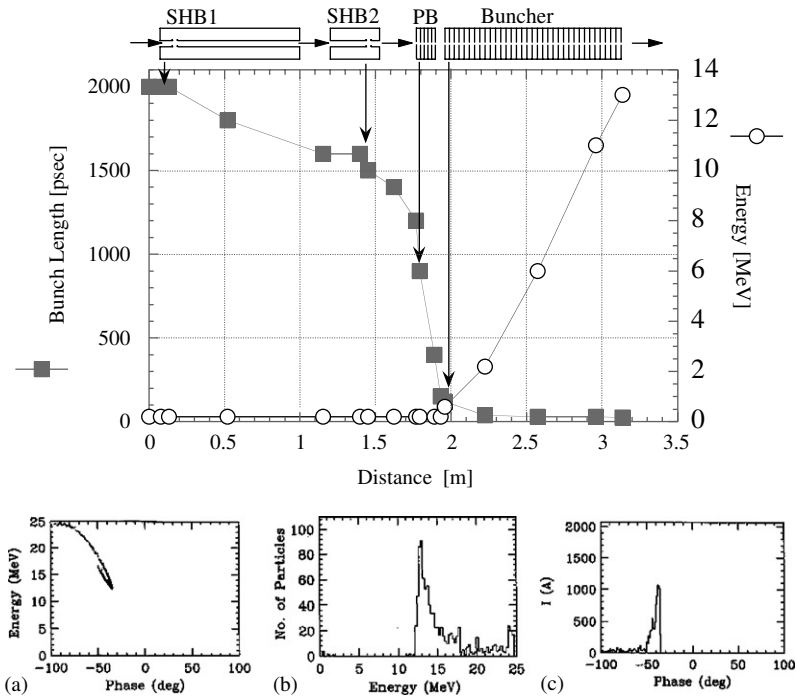 SHB1 SHB2 PB Buncher
2000
1500
1000
500
0
Bunch Length [psec]
14
12
10
8
6
4
2
0
Energy [MeV]
0 0.5 1 1.5 2 2.5 3 3.5
Distance [m]
25
20
15
10
5
0
Energy (MeV)
-100 -50 0 50 100
Phase (deg)
(a)
100
80
60
40
20
0
No. of Particles
0 5 10 15 20 25
Energy (MeV)
(b)
2000
1500
1000
500
0
I (A)
-100 -50 0 50 100
Phase (deg)
(c)